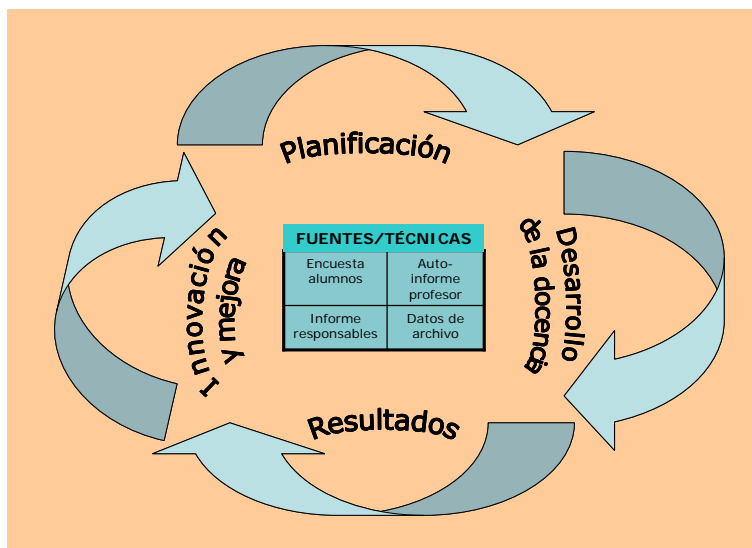 Planificación
Desarrollo
de la docencia
Resultados
Innovación
y mejora
FUENTES/TÉCNICAS
Encuesta
alumnos
Auto-
informe
profesor
Informe
responsables
Datos de
archivo